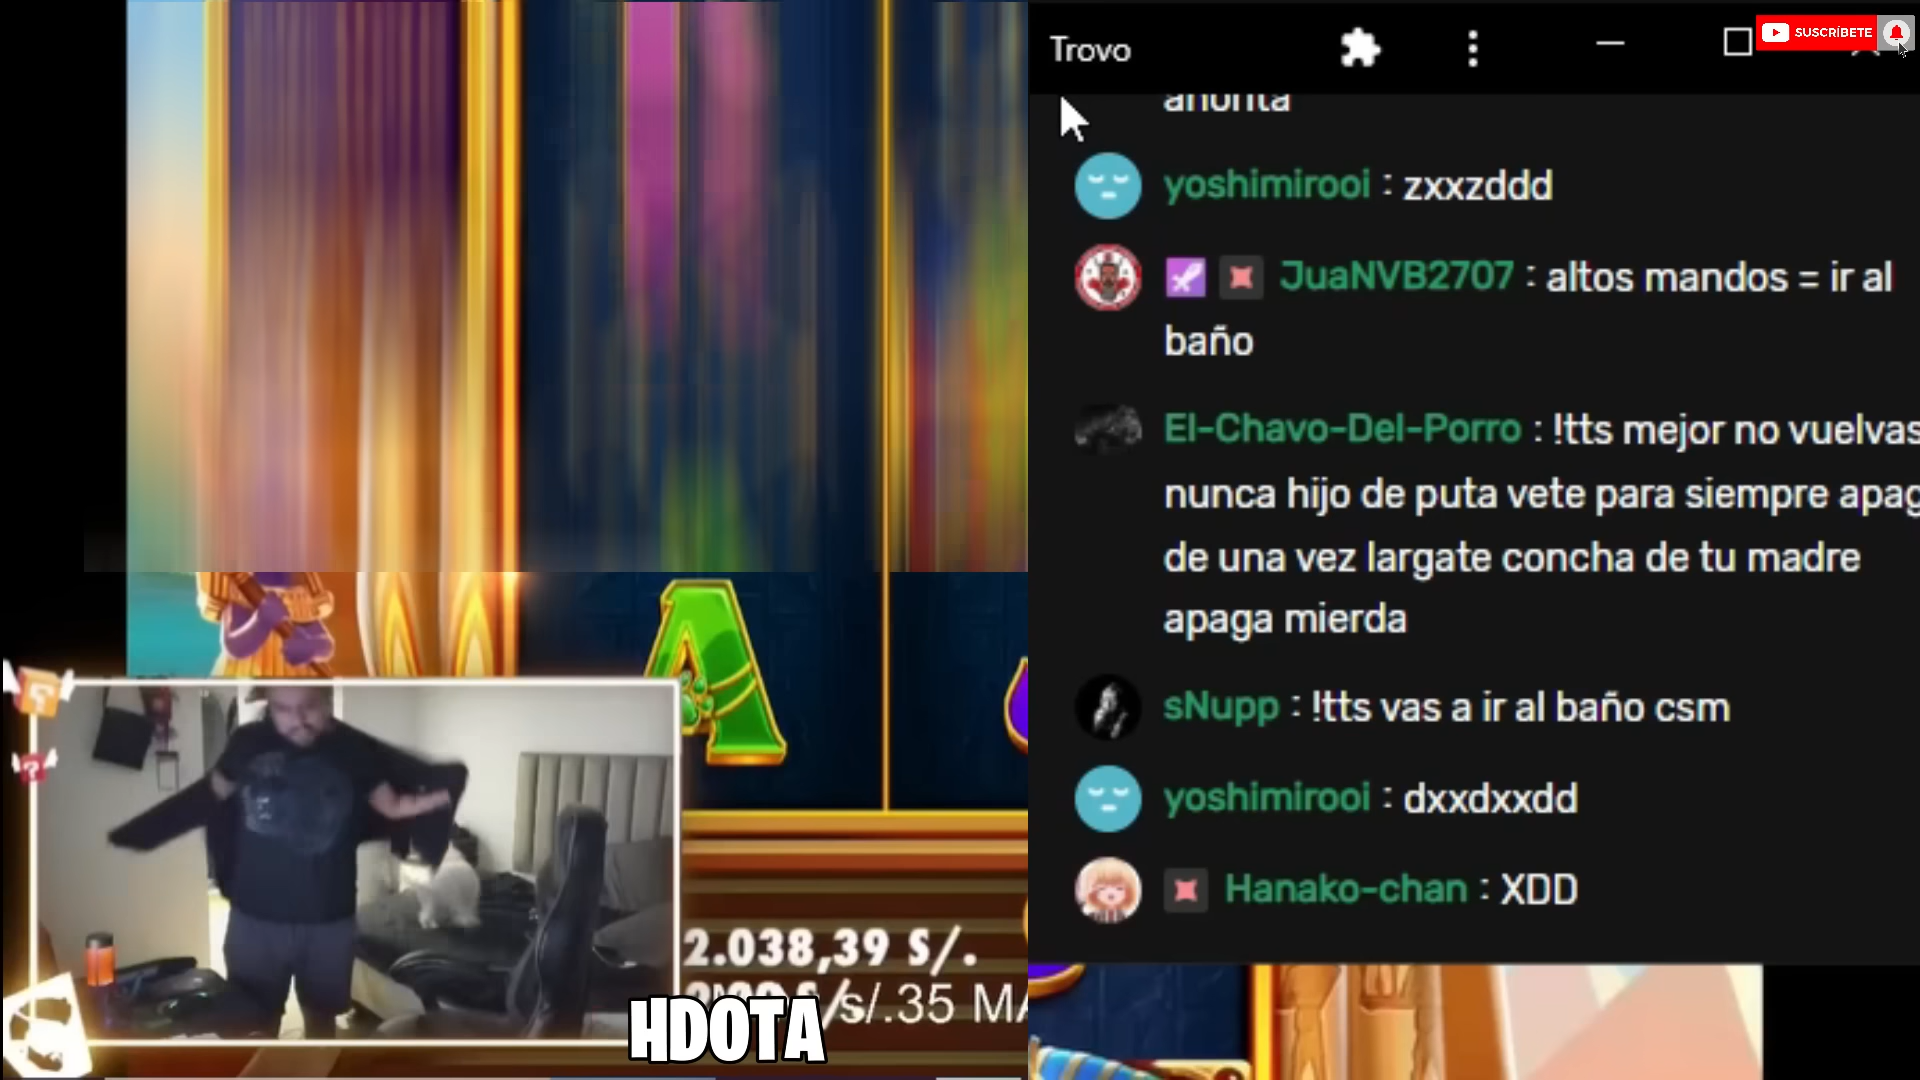 Trovo
SUSCRÍBETE
ahorita
yoshimirooi : zxxzddd
JuaNVB2707 : altos mandos = ir al
baño
El-Chavo-Del-Porro : !tts mejor no vuelvas
nunca hijo de puta vete para siempre apag
de una vez largate concha de tu madre
apaga mierda
sNupp : !tts vas a ir al baño csm
yoshimirooi : dxxdxxdd
Hanako-chan : XDD
A
2.038,39 S/.
s/.35 MA
HDOTA